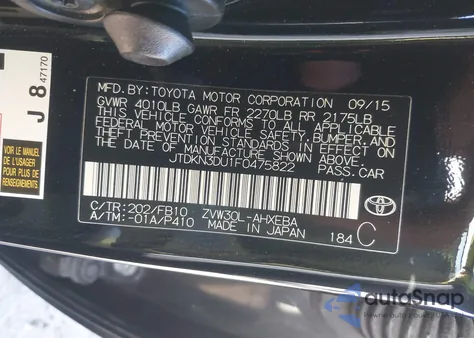 MFD. BY: TOYOTA MOTOR CORPORATION 09/15
GVWR 4010LB GAWR FR 2270LB RR 2175LB
THIS VEHICLE CONFORMS TO ALL APPLICABLE
FEDERAL MOTOR VEHICLE SAFETY, BUMPER, AND
THEFT PREVENTION STANDARDS IN EFFECT ON
THE DATE OF MANUFACTURE SHOWN ABOVE.
JTDKN3DU1F0475822 PASS. CAR
C/TR: 202/FB10 ZVW30L-AHXEBA
A/TM: -01A/P410 MADE IN JAPAN 184 C
J 8 47170
VOIR LE MANUEL
DE L'USAGER
POUR PLUS DE
RENSEIGNEMENTS
autoSnap